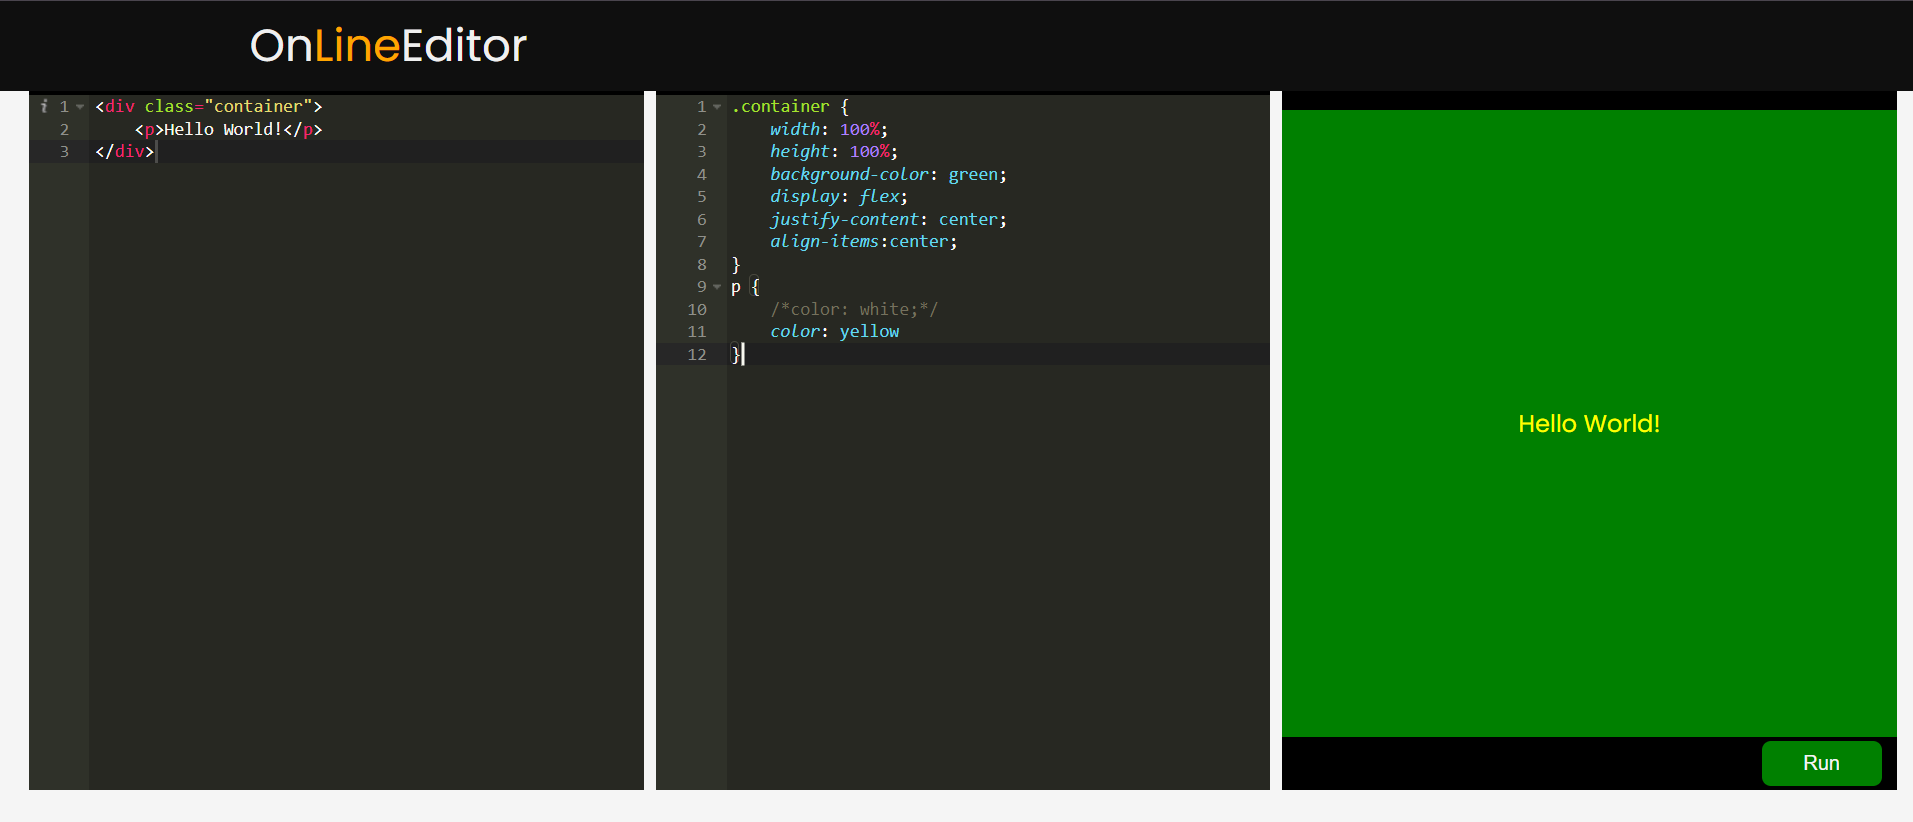 OnLineEditor
i 1 <div class="container">
2     <p>Hello World!</p>
3 </div>
1 .container {
2     width: 100%;
3     height: 100%;
4     background-color: green;
5     display: flex;
6     justify-content: center;
7     align-items:center;
8 }
9 p {
10     /*color: white;*/
11     color: yellow
12 }
Hello World!
Run